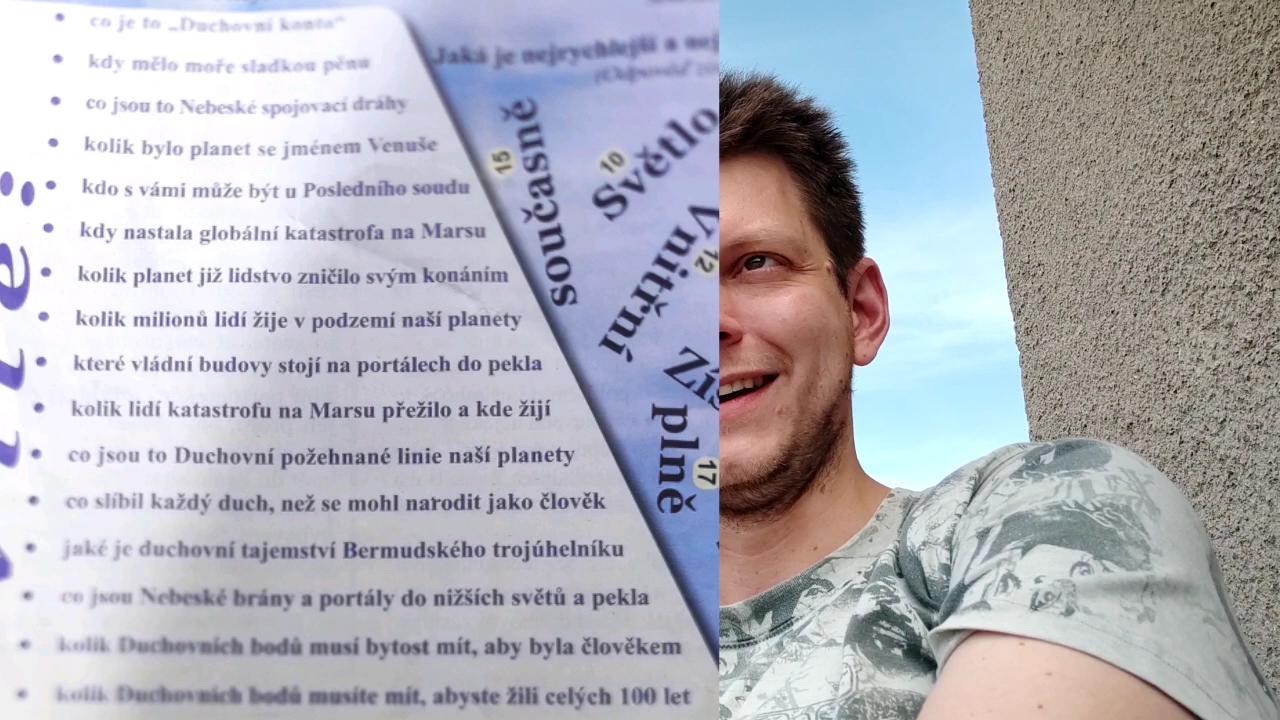 co je to „Duchovní konto“
kdy mělo moře sladkou pěnu
co jsou to Nebeské spojovací dráhy
kolik bylo planet se jménem Venuše
kdo s vámi může být u Posledního soudu
kdy nastala globální katastrofa na Marsu
kolik planet již lidstvo zničilo svým konáním
kolik milionů lidí žije v podzemí naší planety
které vládní budovy stojí na portálech do pekla
kolik lidí katastrofu na Marsu přežilo a kde žijí
co jsou to Duchovní požehnané linie naší planety
co slíbil každý duch, než se mohl narodit jako člověk
jaké je duchovní tajemství Bermudského trojúhelníku
co jsou Nebeské brány a portály do nižších světů a pekla
kolik Duchovních bodů musí bytost mít, aby byla člověkem
kolik Duchovních bodů musíte mít, abyste žili celých 100 let
Jaká je nejrychlejší a nej
(Odpověď
15
současně
10
Světlo
12
Vnitřní
17
plně